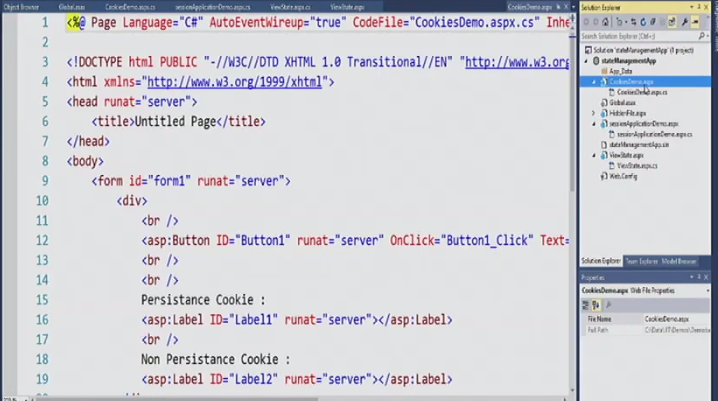 Object Browser Global.asax CookiesDemo.aspx.cs sessionApplicationDemo.aspx.cs ViewState.aspx.cs ViewState.aspx CookiesDemo.aspx
1 <%@ Page Language="C#" AutoEventWireup="true" CodeFile="CookiesDemo.aspx.cs" Inhe
2
3 <!DOCTYPE html PUBLIC "-//W3C//DTD XHTML 1.0 Transitional//EN" "http://www.w3.org
4 <html xmlns="http://www.w3.org/1999/xhtml">
5 <head runat="server">
6 <title>Untitled Page</title>
7 </head>
8 <body>
9 <form id="form1" runat="server">
10 <div>
11 <br />
12 <asp:Button ID="Button1" runat="server" OnClick="Button1_Click" Text=
13 <br />
14 <br />
15 Persistance Cookie :
16 <asp:Label ID="Label1" runat="server"></asp:Label>
17 <br />
18 Non Persistance Cookie :
19 <asp:Label ID="Label2" runat="server"></asp:Label>
Solution Explorer
Search Solution Explorer (Ctrl+;)
Solution 'stateManagementApp' (1 project)
stateManagementApp
App_Data
CookiesDemo.aspx
CookiesDemo.aspx.cs
Global.asax
HiddenFile.aspx
sessionApplicationDemo.aspx
sessionApplicationDemo.aspx.cs
stateManagementApp.sln
ViewState.aspx
ViewState.aspx.cs
Web.Config
Solution Explorer Team Explorer Model Browser
Properties
CookiesDemo.aspx Web File Properties
File Name CookiesDemo.aspx
Full Path